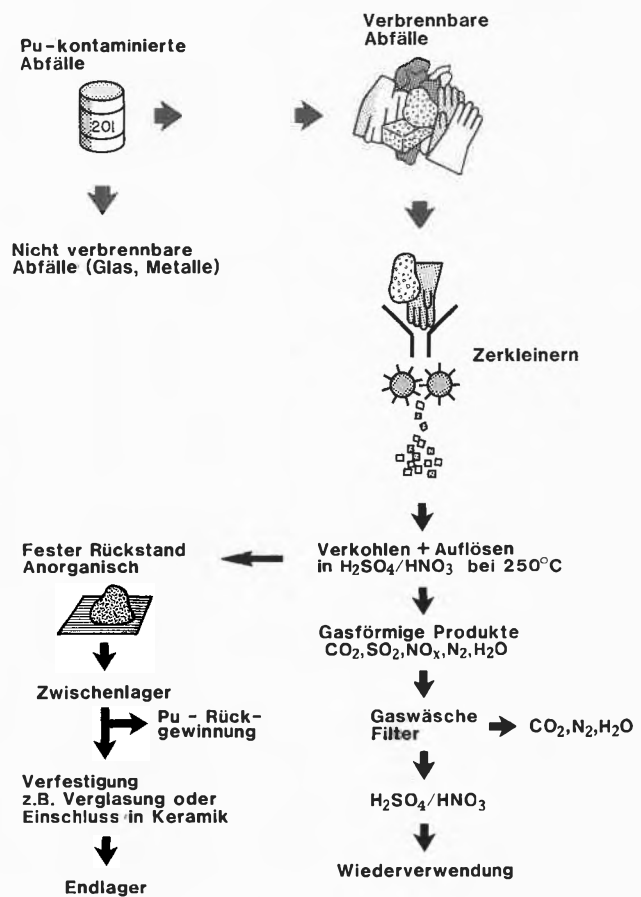 Pu-kontaminierte
Abfälle
20l
Verbrennbare
Abfälle
Nicht verbrennbare
Abfälle (Glas, Metalle)
Zerkleinern
Verkohlen + Auflösen
in H₂SO₄/HNO₃ bei 250°C
Fester Rückstand
Anorganisch
Gasförmige Produkte
CO₂,SO₂,NOₓ,N₂,H₂O
Zwischenlager
Pu - Rück-
gewinnung
Gaswäsche
Filter
CO₂,N₂,H₂O
Verfestigung
z.B. Verglasung oder
Einschluss in Keramik
H₂SO₄/HNO₃
Endlager
Wiederverwendung